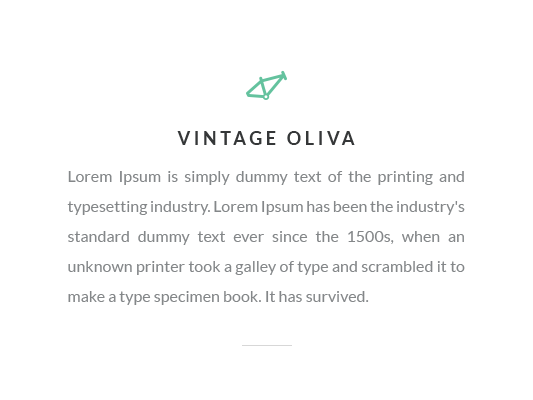 VINTAGE OLIVA
Lorem Ipsum is simply dummy text of the printing and
typesetting industry. Lorem Ipsum has been the industry's
standard dummy text ever since the 1500s, when an
unknown printer took a galley of type and scrambled it to
make a type specimen book. It has survived.